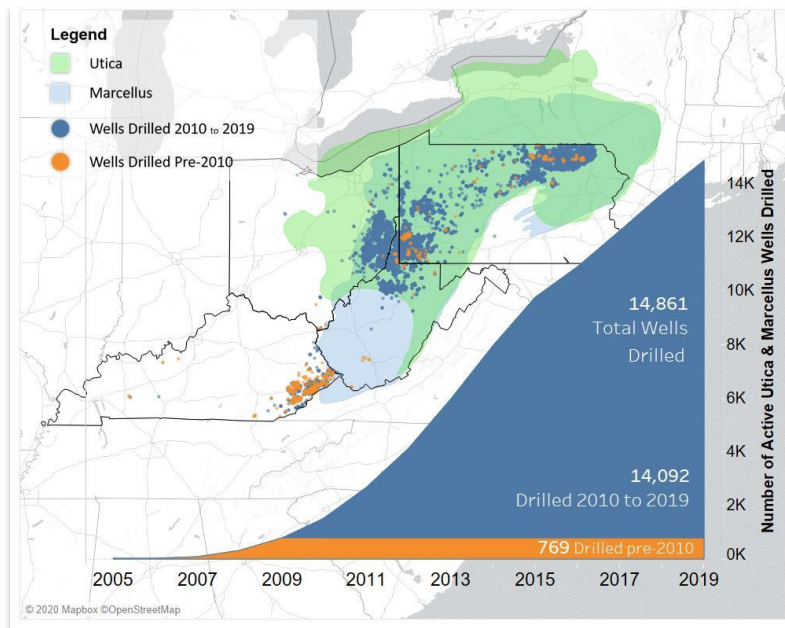 Legend
Utica
Marcellus
Wells Drilled 2010 to 2019
Wells Drilled Pre-2010
14K
12K
10K
8K
6K
4K
2K
0K
Number of Active Utica & Marcellus Wells Drilled
14,861
Total Wells
Drilled
14,092
Drilled 2010 to 2019
769 Drilled pre-2010
2005 2007 2009 2011 2013 2015 2017 2019
© 2020 Mapbox ©OpenStreetMap